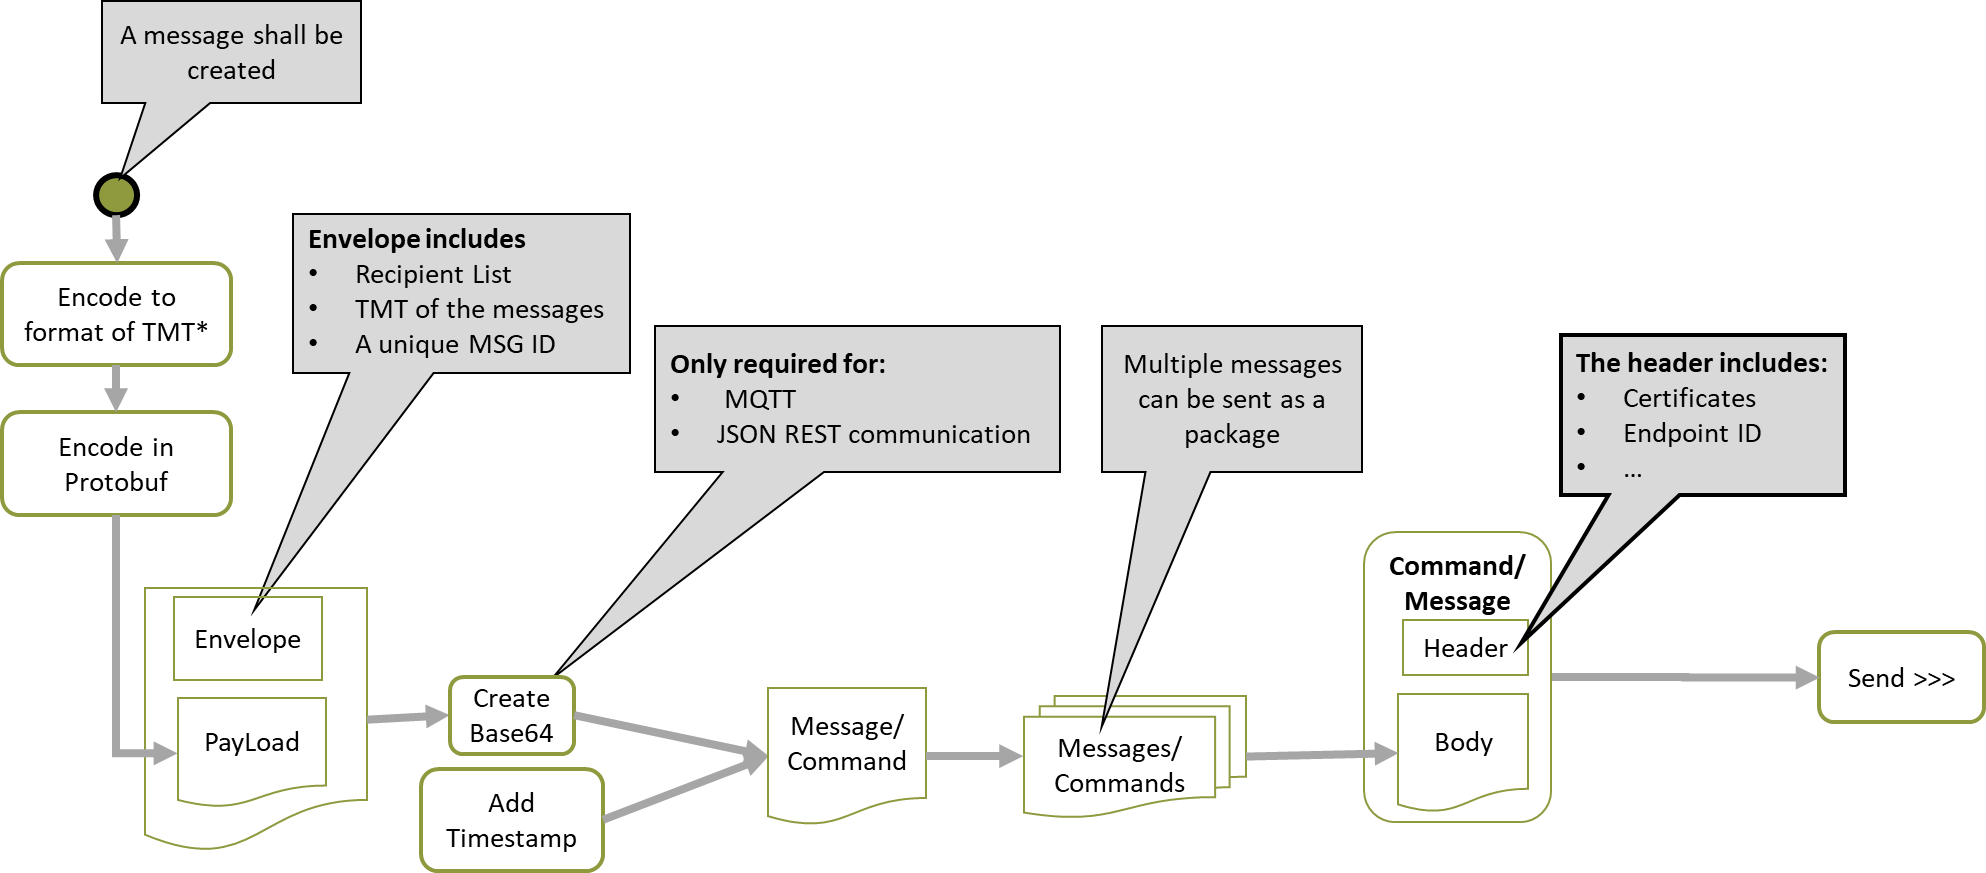 A message shall be
created
Envelope includes
• Recipient List
• TMT of the messages
• A unique MSG ID
Encode to
format of TMT*
Only required for:
• MQTT
• JSON REST communication
Multiple messages
can be sent as a
package
The header includes:
• Certificates
• Endpoint ID
• ...
Encode in
Protobuf
Envelope
PayLoad
Create
Base64
Add
Timestamp
Message/
Command
Messages/
Commands
Command/
Message
Header
Body
Send >>>